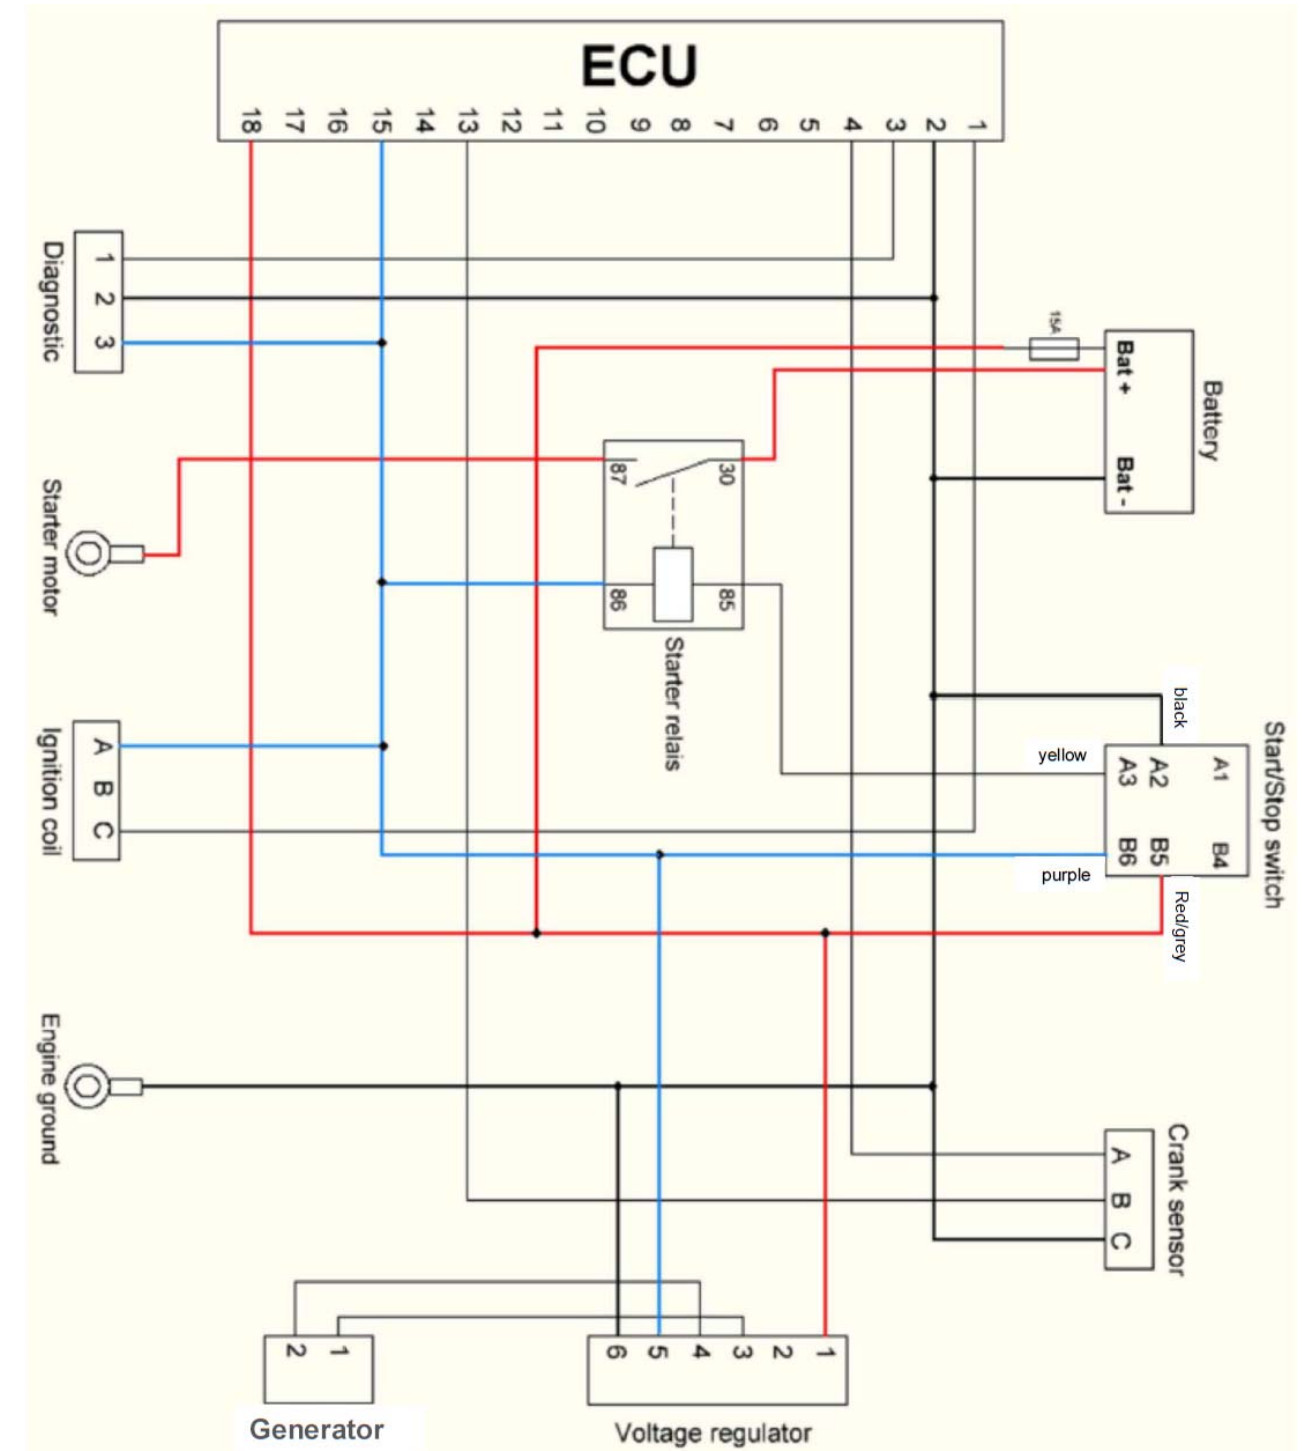 ECU
18 17 16 15 14 13 12 11 10 9 8 7 6 5 4 3 2 1
Diagnostic
1
2
3
15A
Bat +
Bat -
Battery
Starter motor
87
30
86
85
Starter relais
black
yellow
A3 A2 A1
B6 B5 B4
Start/Stop switch
purple
Red/grey
Ignition coil
A
B
C
Engine ground
Crank sensor
A
B
C
2 1
Generator
6 5 4 3 2 1
Voltage regulator